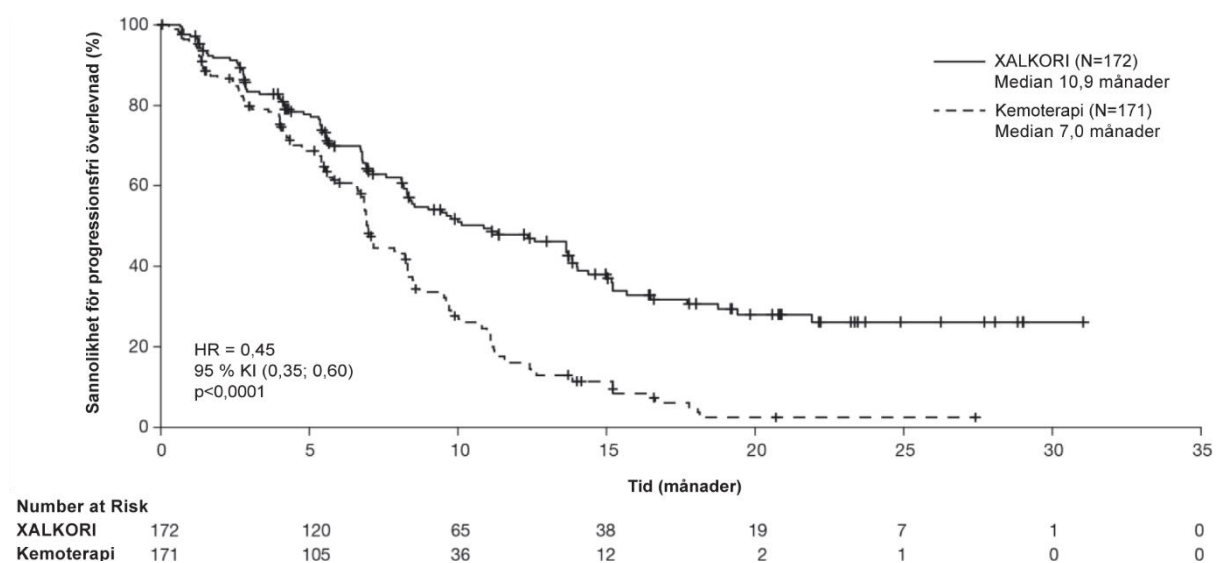 Sannolikhet för progressionsfri överlevnad (%)
100
80
60
40
20
0
XALKORI (N=172)
Median 10,9 månader
Kemoterapi (N=171)
Median 7,0 månader
HR = 0,45
95 % KI (0,35; 0,60)
p<0,0001
0 5 10 15 20 25 30 35
Tid (månader)
Number at Risk
XALKORI 172 120 65 38 19 7 1 0
Kemoterapi 171 105 36 12 2 1 0 0